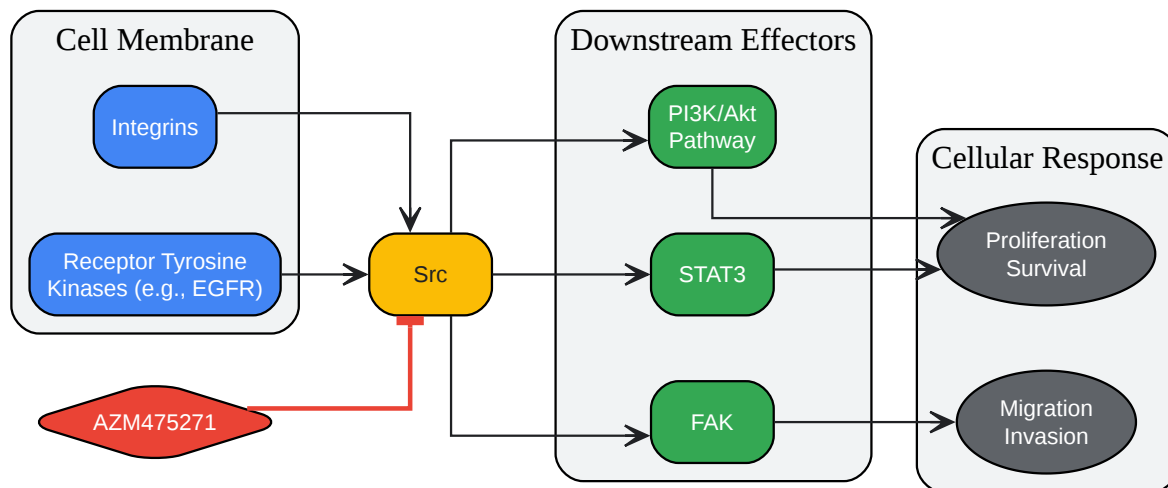 Cell Membrane
Integrins
Receptor Tyrosine
Kinases (e.g., EGFR)
AZM475271
Src
Downstream Effectors
PI3K/Akt
Pathway
STAT3
FAK
Cellular Response
Proliferation
Survival
Migration
Invasion